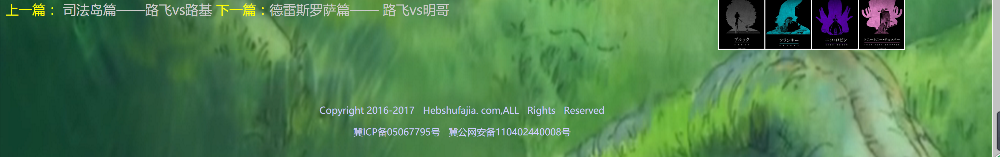 上一篇： 司法岛篇——路飞vs路基 下一篇：德雷斯罗萨篇—— 路飞vs明哥
ブルック
BROOK
フランキー
FRANKY
ニコ・ロビン
NICO ROBIN
トニートニー・チョッパー
TONY TONY CHOPPER
Copyright 2016-2017 Hebshufajia. com,ALL Rights Reserved
冀ICP备05067795号 冀公网安备110402440008号